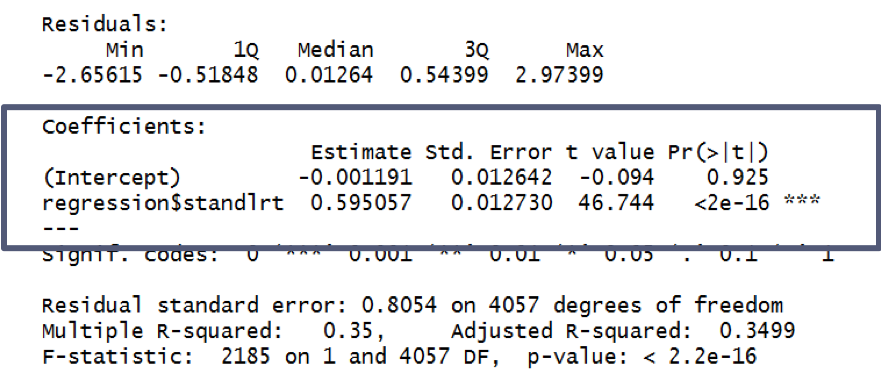 Residuals:
Min 1Q Median 3Q Max
-2.65615 -0.51848 0.01264 0.54399 2.97399
Coefficients:
Estimate Std. Error t value Pr(>|t|)
(Intercept) -0.001191 0.012642 -0.094 0.925
regression$standlrt 0.595057 0.012730 46.744 <2e-16 ***
---
Signif. codes: 0 ‘***’ 0.001 ‘**’ 0.01 ‘*’ 0.05 ‘.’ 0.1 ‘ ’ 1
Residual standard error: 0.8054 on 4057 degrees of freedom
Multiple R-squared: 0.35, Adjusted R-squared: 0.3499
F-statistic: 2185 on 1 and 4057 DF, p-value: < 2.2e-16